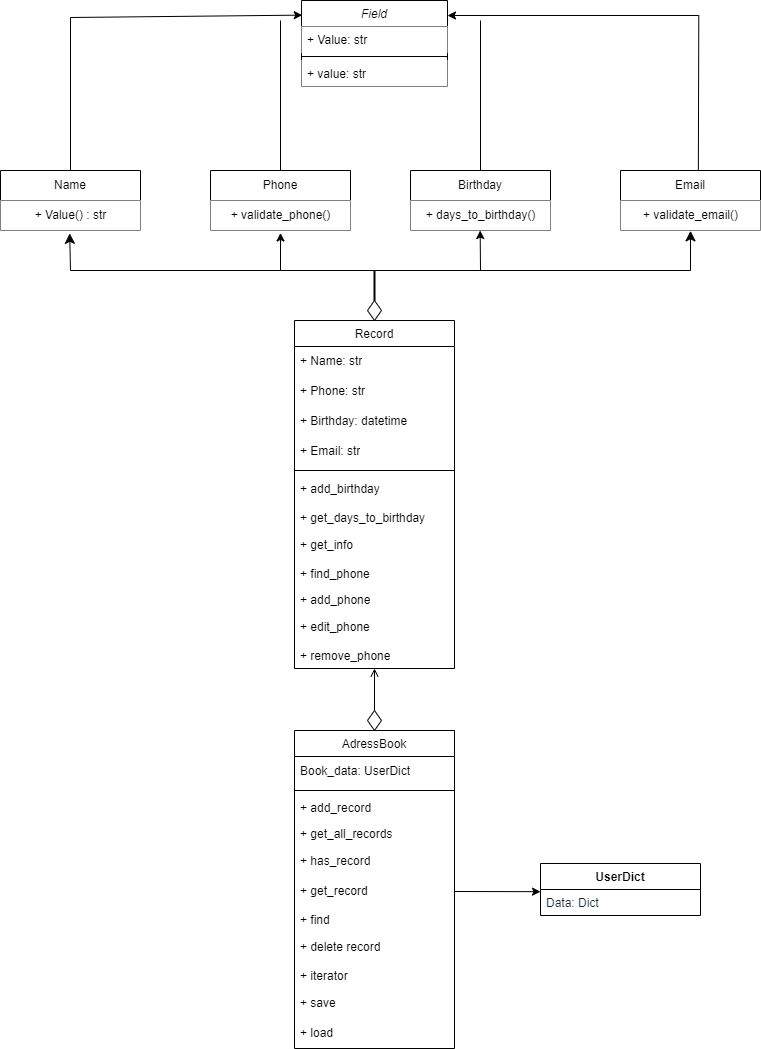 Field
+ Value: str
+ value: str
Name
+ Value() : str
Phone
+ validate_phone()
Birthday
+ days_to_birthday()
Email
+ validate_email()
Record
+ Name: str
+ Phone: str
+ Birthday: datetime
+ Email: str
+ add_birthday
+ get_days_to_birthday
+ get_info
+ find_phone
+ add_phone
+ edit_phone
+ remove_phone
AdressBook
Book_data: UserDict
+ add_record
+ get_all_records
+ has_record
+ get_record
+ find
+ delete record
+ iterator
+ save
+ load
UserDict
Data: Dict